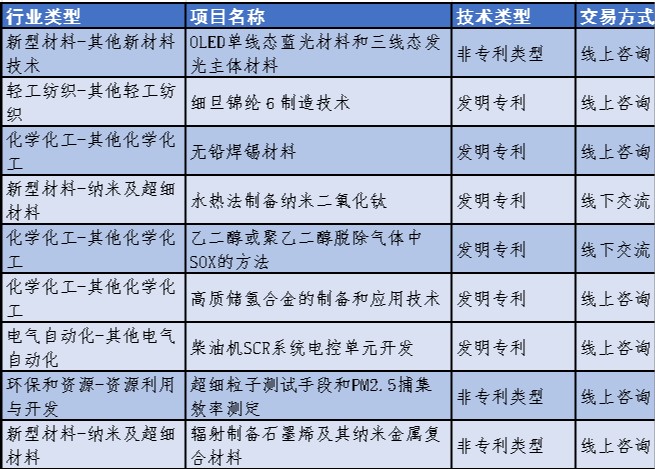 行业类型 项目名称 技术类型 交易方式
新型材料-其他新材料
技术
OLED单线态蓝光材料和三线态发
光主体材料
非专利类型 线上咨询
轻工纺织-其他轻工纺
织
细旦锦纶6制造技术 发明专利 线上咨询
化学化工-其他化学化
工
无铅焊锡材料 发明专利 线上咨询
新型材料-纳米及超细
材料
水热法制备纳米二氧化钛 发明专利 线下交流
化学化工-其他化学化
工
乙二醇或聚乙二醇脱除气体中
SOX的方法
发明专利 线下交流
化学化工-其他化学化
工
高质储氢合金的制备和应用技术 发明专利 线上咨询
电气自动化-其他电气
自动化
柴油机SCR系统电控单元开发 发明专利 线上咨询
环保和资源-资源利用
与开发
超细粒子测试手段和PM2.5捕集
效率测定
非专利类型 线上咨询
新型材料-纳米及超细
材料
辐射制备石墨烯及其纳米金属复
合材料
非专利类型 线上咨询